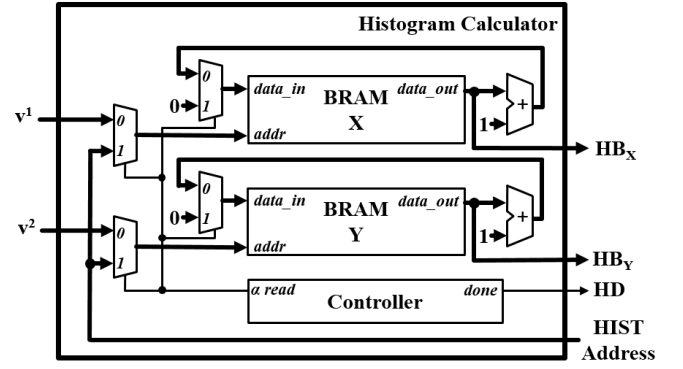 Histogram Calculator
0
1
0
data_in
BRAM
X
data_out
addr
+
1
v¹
0
1
HBX
0
1
0
data_in
BRAM
Y
data_out
addr
+
1
v²
0
1
HBY
α read
Controller
done
HD
HIST
Address